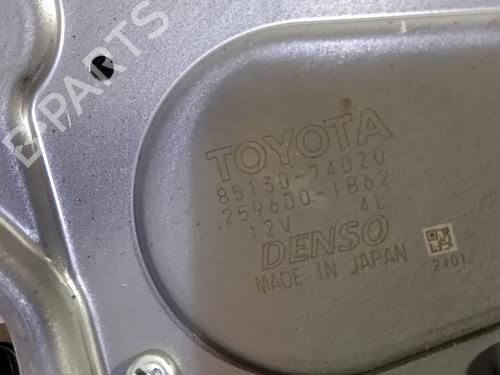 B-PARTS
TOYOTA
85130-74020
259600-1862
12V 4L
DENSO
MADE IN JAPAN
2401